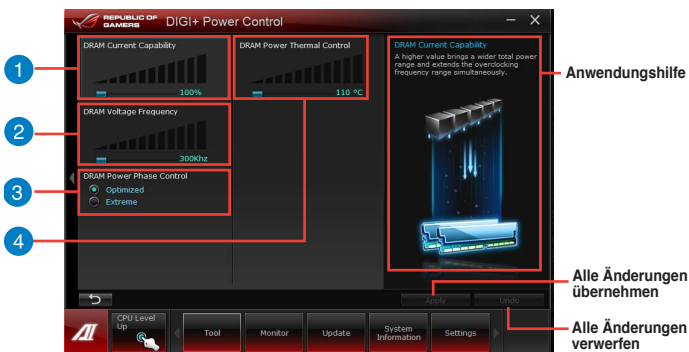 REPUBLIC OF
GAMERS
DIGI+ Power Control
DRAM Current Capability
100%
DRAM Power Thermal Control
110 °C
DRAM Current Capability
A higher value brings a wider total power
range and extends the overclocking
frequency range simultaneously.
Anwendungshilfe
1
DRAM Voltage Frequency
300Khz
2
DRAM Power Phase Control
Optimized
Extreme
3
4
Apply
Undo
Alle Änderungen
übernehmen
CPU Level
Up
Tool
Monitor
Update
System
Information
Settings
Alle Änderungen
verwerfen